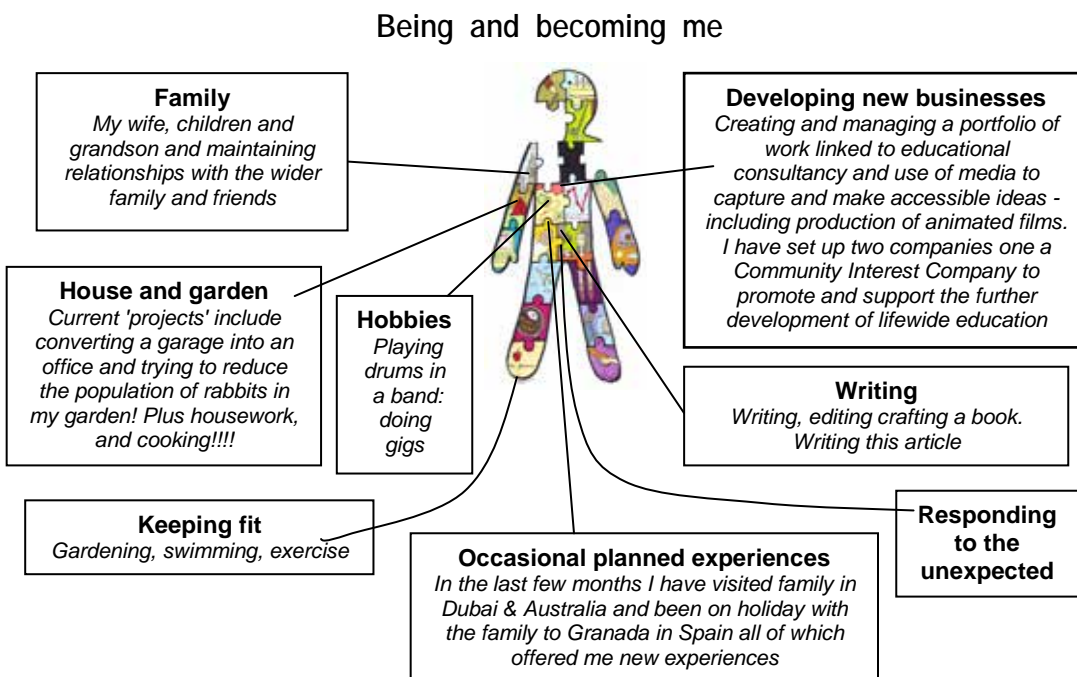 Being and becoming me
Family
My wife, children and
grandson and maintaining
relationships with the wider
family and friends
Developing new businesses
Creating and managing a portfolio of
work linked to educational
consultancy and use of media to
capture and make accessible ideas -
including production of animated films.
I have set up two companies one a
Community Interest Company to
promote and support the further
development of lifewide education
House and garden
Current 'projects' include
converting a garage into an
office and trying to reduce
the population of rabbits in
my garden! Plus housework,
and cooking!!!!
Hobbies
Playing
drums in
a band:
doing
gigs
Writing
Writing, editing crafting a book.
Writing this article
Keeping fit
Gardening, swimming, exercise
Occasional planned experiences
In the last few months I have visited family in
Dubai & Australia and been on holiday with
the family to Granada in Spain all of which
offered me new experiences
Responding
to the
unexpected